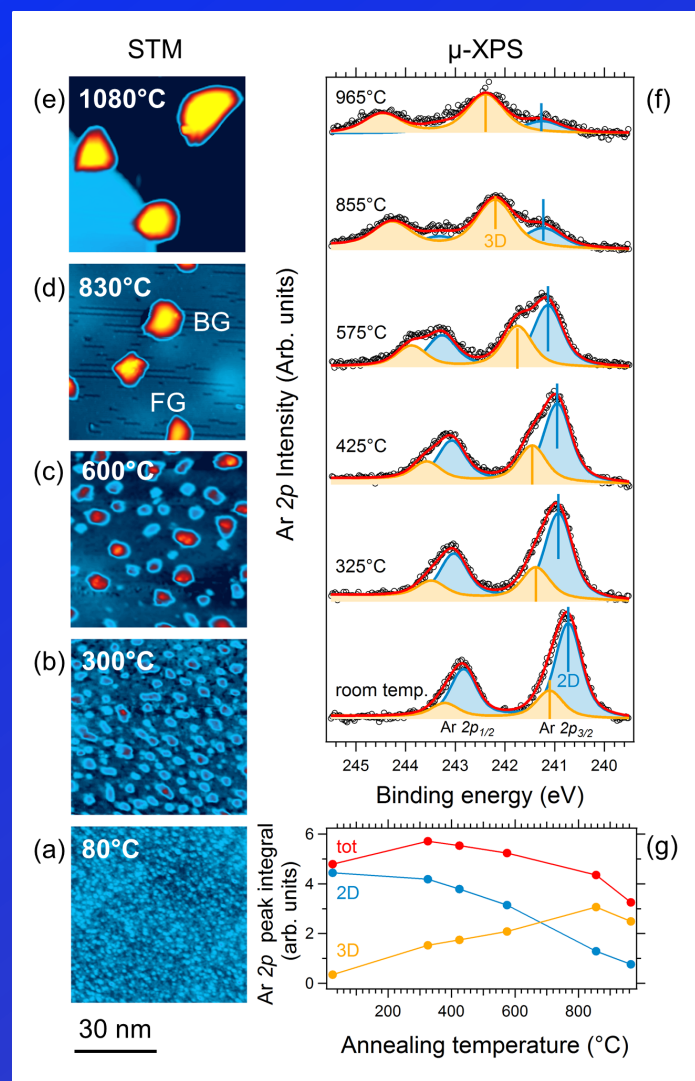 STM
µ-XPS
(e)
1080°C
(d)
830°C
BG
FG
(c)
600°C
(b)
300°C
(a)
80°C
30 nm
(f)
965°C
855°C
3D
575°C
425°C
325°C
room temp.
2D
Ar 2p1/2
Ar 2p3/2
Ar 2p Intensity (Arb. units)
245
244
243
242
241
240
Binding energy (eV)
(g)
6
4
2
0
tot
2D
3D
Ar 2p peak integral
(arb. units)
200
400
600
800
Annealing temperature (°C)